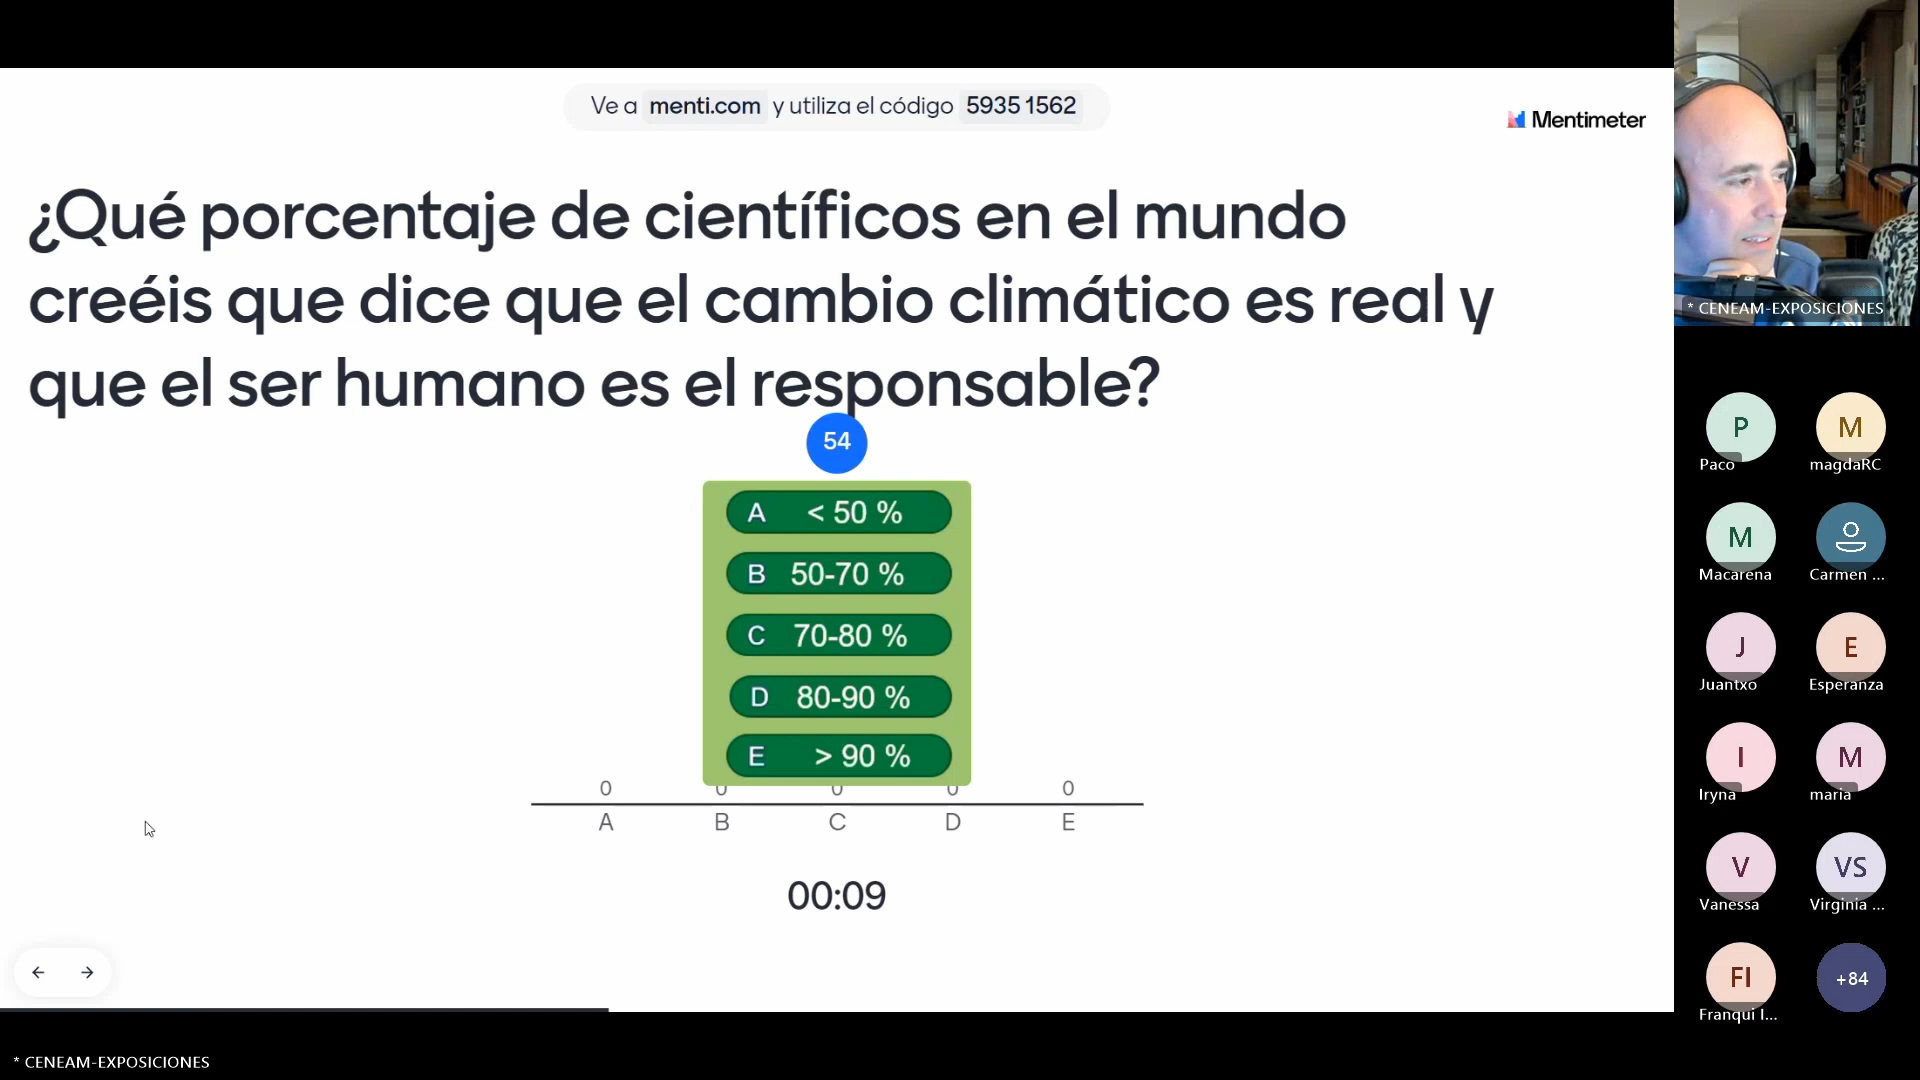 Ve a menti.com y utiliza el código 5935 1562
Mentimeter
¿Qué porcentaje de científicos en el mundo
creéis que dice que el cambio climático es real y
que el ser humano es el responsable?
54
A < 50 %
B 50-70 %
C 70-80 %
D 80-90 %
E > 90 %
0 0 0 0 0
A B C D E
00:09
* CENEAM-EXPOSICIONES
P M
Paco magdaRC
M
Macarena Carmen ...
J E
Juantxo Esperanza
I M
Iryna maria
V VS
Vanessa Virginia ...
FI +84
Franqui I...
* CENEAM-EXPOSICIONES